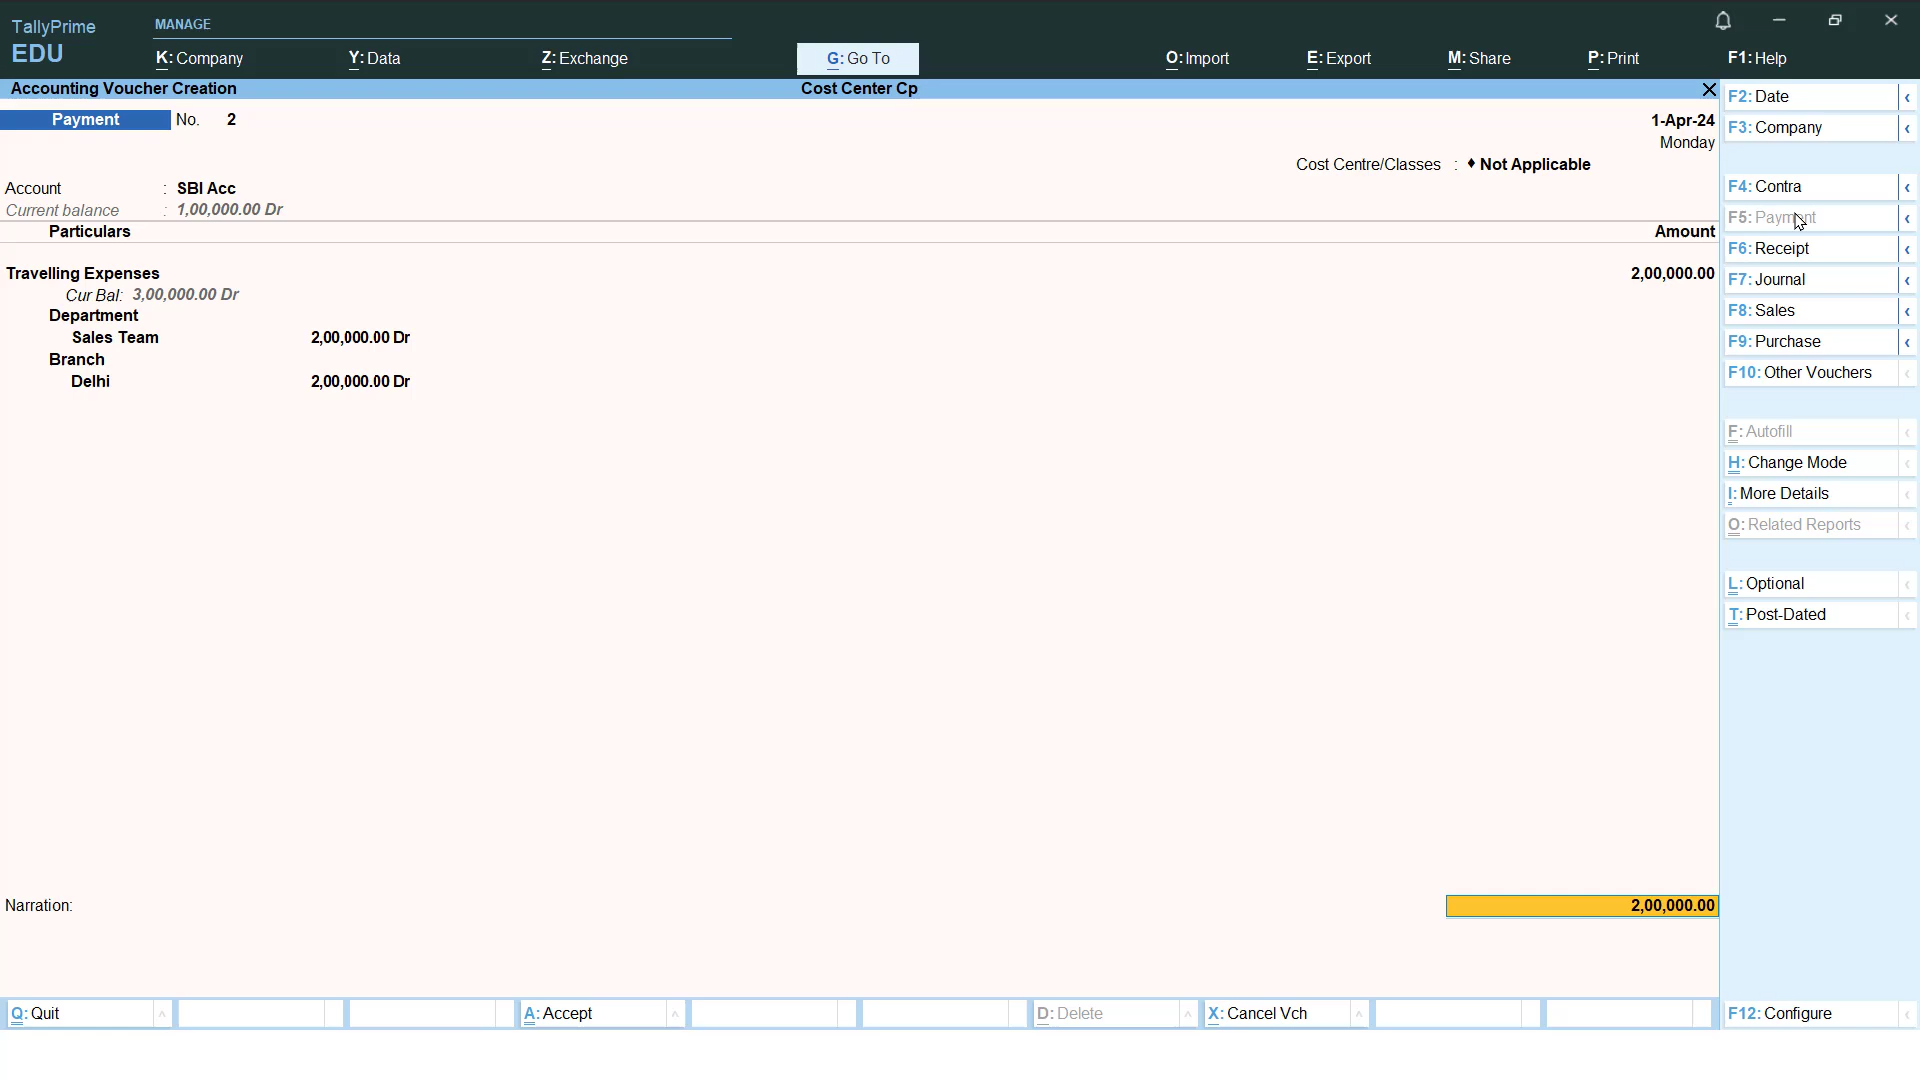 TallyPrime
EDU
MANAGE
K: Company
Y: Data
Z: Exchange
G: Go To
O: Import
E: Export
M: Share
P: Print
F1: Help
Accounting Voucher Creation
Cost Center Cp
Payment No. 2
1-Apr-24
Monday
Cost Centre/Classes : ♦ Not Applicable
Account : SBI Acc
Current balance : 1,00,000.00 Dr
Particulars Amount
Travelling Expenses 2,00,000.00
Cur Bal: 3,00,000.00 Dr
Department
Sales Team 2,00,000.00 Dr
Branch
Delhi 2,00,000.00 Dr
Narration: 2,00,000.00
F2: Date
F3: Company
F4: Contra
F5: Payment
F6: Receipt
F7: Journal
F8: Sales
F9: Purchase
F10: Other Vouchers
F: Autofill
H: Change Mode
I: More Details
O: Related Reports
L: Optional
T: Post-Dated
Q: Quit
A: Accept
D: Delete
X: Cancel Vch
F12: Configure